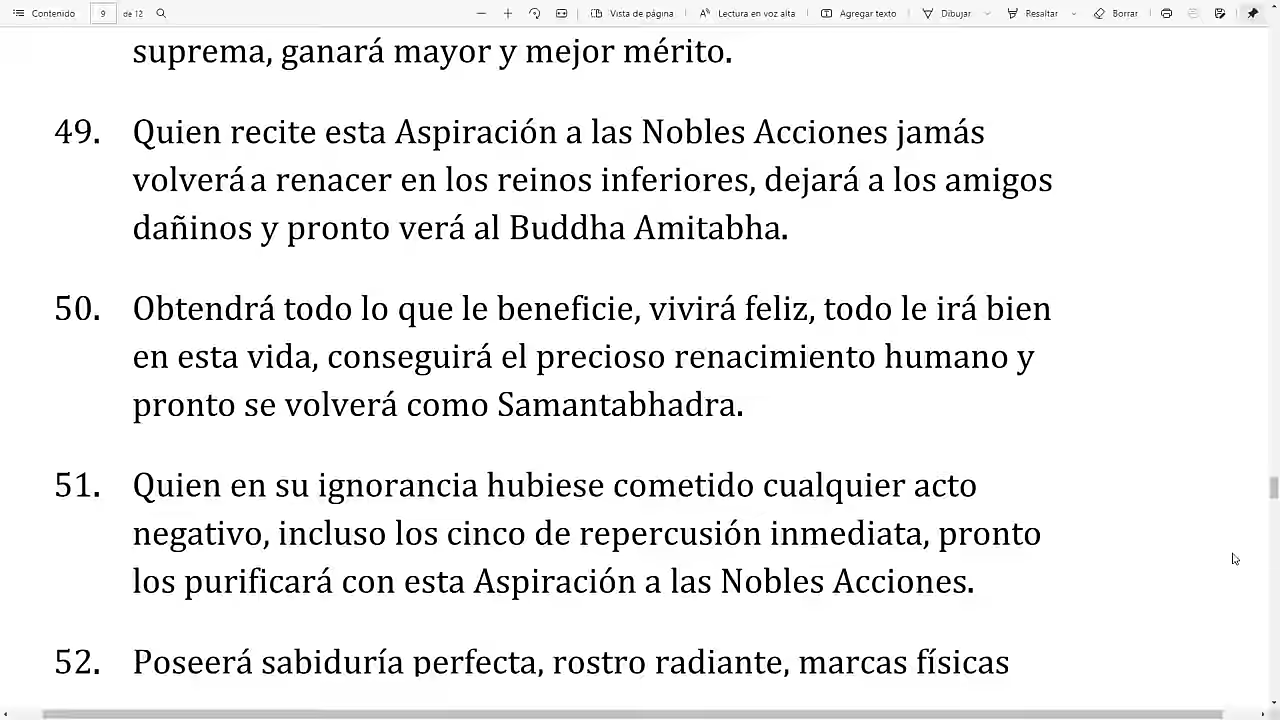 Contenido 9 de 12 Vista de página Lectura en voz alta Agregar texto Dibujar Resaltar Borrar
suprema, ganará mayor y mejor mérito.
49. Quien recite esta Aspiración a las Nobles Acciones jamás
volverá a renacer en los reinos inferiores, dejará a los amigos
dañinos y pronto verá al Buddha Amitabha.
50. Obtendrá todo lo que le beneficie, vivirá feliz, todo le irá bien
en esta vida, conseguirá el precioso renacimiento humano y
pronto se volverá como Samantabhadra.
51. Quien en su ignorancia hubiese cometido cualquier acto
negativo, incluso los cinco de repercusión inmediata, pronto
los purificará con esta Aspiración a las Nobles Acciones.
52. Poseerá sabiduría perfecta, rostro radiante, marcas físicas